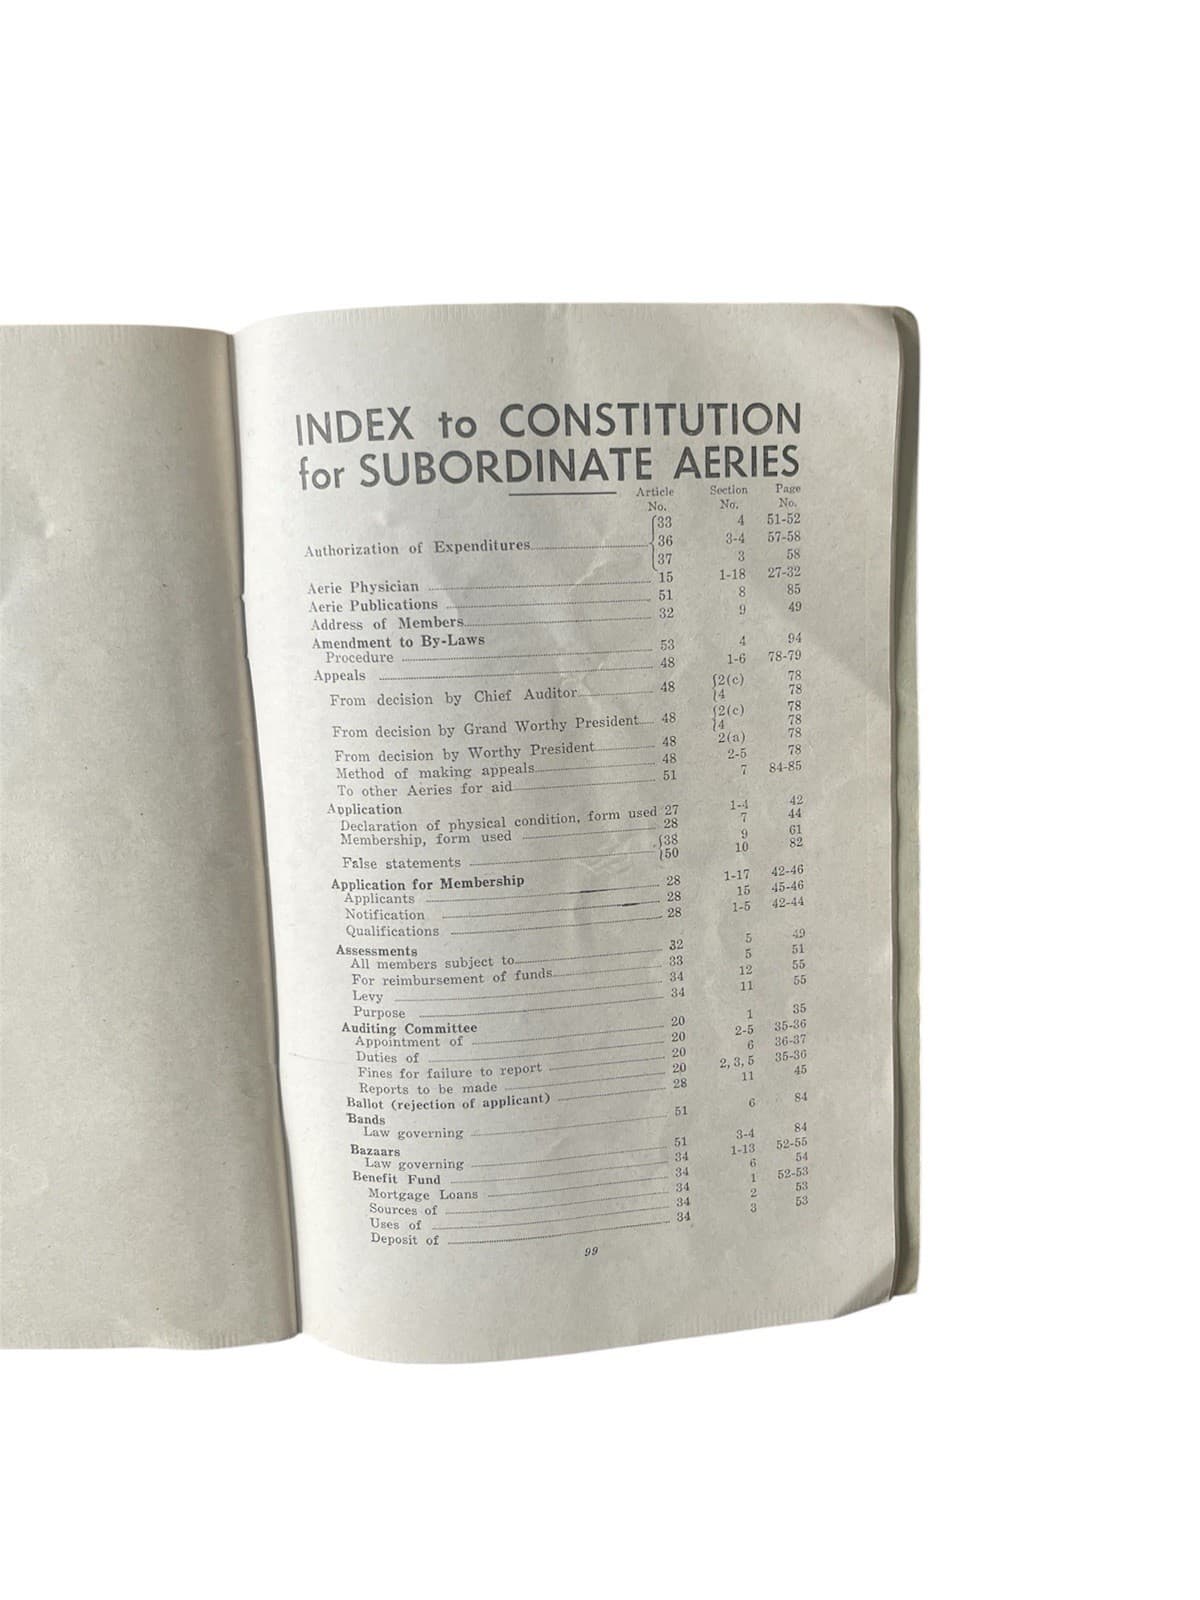 INDEX to CONSTITUTION
for SUBORDINATE AERIES
Article Section Page
No. No. No.
{33 4 51-52
Authorization of Expenditures {36 3-4 57-58
{37 3 58
Aerie Physician 15 1-18 27-32
Aerie Publications 51 8 85
Address of Members 32 9 49
Amendment to By-Laws
Procedure 53 4 94
Appeals 48 1-6 78-79
From decision by Chief Auditor 48 {2(c) 78
{4 78
From decision by Grand Worthy President 48 {2(c) 78
{4 78
From decision by Worthy President 48 2(a) 78
Method of making appeals 48 2-5 78
To other Aeries for aid 51 7 84-85
Application
Declaration of physical condition, form used 27 1-4 42
Membership, form used 28 7 44
False statements {38 9 61
{50 10 82
Application for Membership
Applicants 28 1-17 42-46
Notification 28 15 45-46
Qualifications 28 1-5 42-44
Assessments
All members subject to 32 5 49
For reimbursement of funds 33 5 51
Levy 34 12 55
Purpose 34 11 55
Auditing Committee
Appointment of 20 1 35
Duties of 20 2-5 35-36
Fines for failure to report 20 6 36-37
Reports to be made 20 2, 3, 5 35-36
Ballot (rejection of applicant) 28 11 45
Bands
Law governing 51 6 84
Bazaars
Law governing 51 3-4 84
Benefit Fund 34 1-13 52-55
Mortgage Loans 34 6 54
Sources of 34 1 52-53
Uses of 34 2 53
Deposit of 34 3 53
99